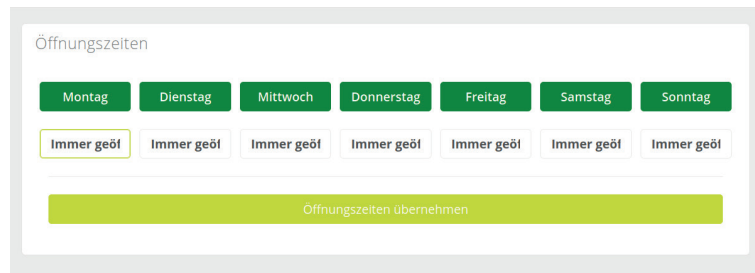 Öffnungszeiten
Montag Dienstag Mittwoch Donnerstag Freitag Samstag Sonntag
Immer geöf Immer geöf Immer geöf Immer geöf Immer geöf Immer geöf Immer geöf
Öffnungszeiten übernehmen